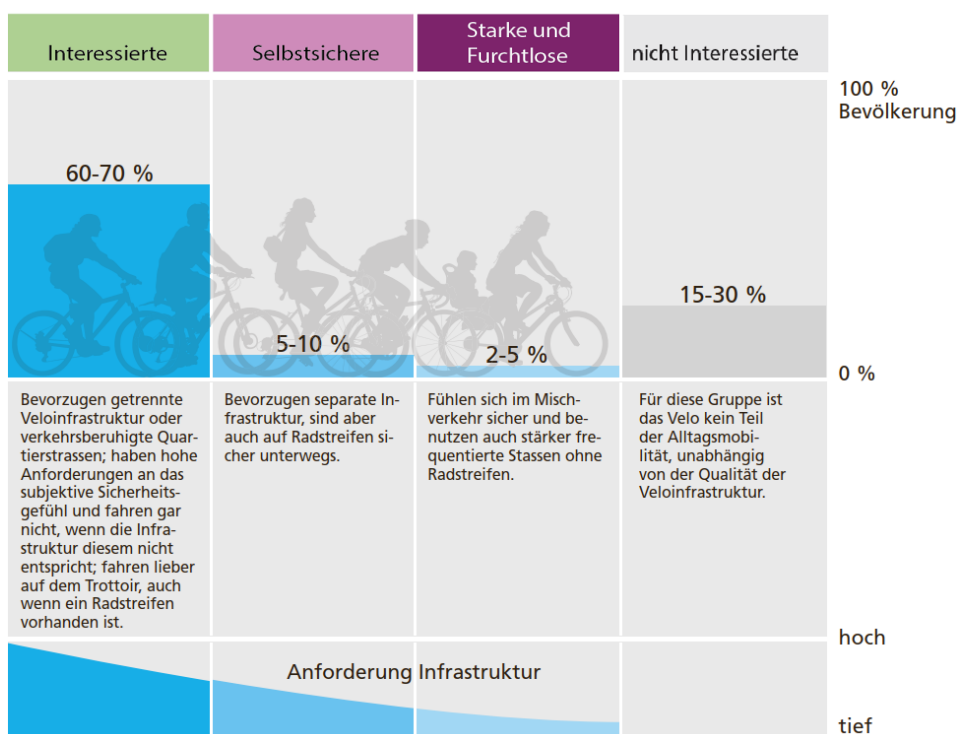 Interessierte
Selbstsichere
Starke und
Furchtlose
nicht Interessierte
100 %
Bevölkerung
60-70 %
5-10 %
2-5 %
15-30 %
0 %
Bevorzugen getrennte
Veloinfrastruktur oder
verkehrsberuhigte Quar-
tierstrassen; haben hohe
Anforderungen an das
subjektive Sicherheits-
gefühl und fahren gar
nicht, wenn die Infra-
struktur diesem nicht
entspricht; fahren lieber
auf dem Trottoir, auch
wenn ein Radstreifen
vorhanden ist.
Bevorzugen separate In-
frastruktur, sind aber
auch auf Radstreifen si-
cher unterwegs.
Fühlen sich im Misch-
verkehr sicher und be-
nutzen auch stärker fre-
quentierte Stassen ohne
Radstreifen.
Für diese Gruppe ist
das Velo kein Teil
der Alltagsmobi-
lität, unabhängig
von der Qualität der
Veloinfrastruktur.
hoch
Anforderung Infrastruktur
tief